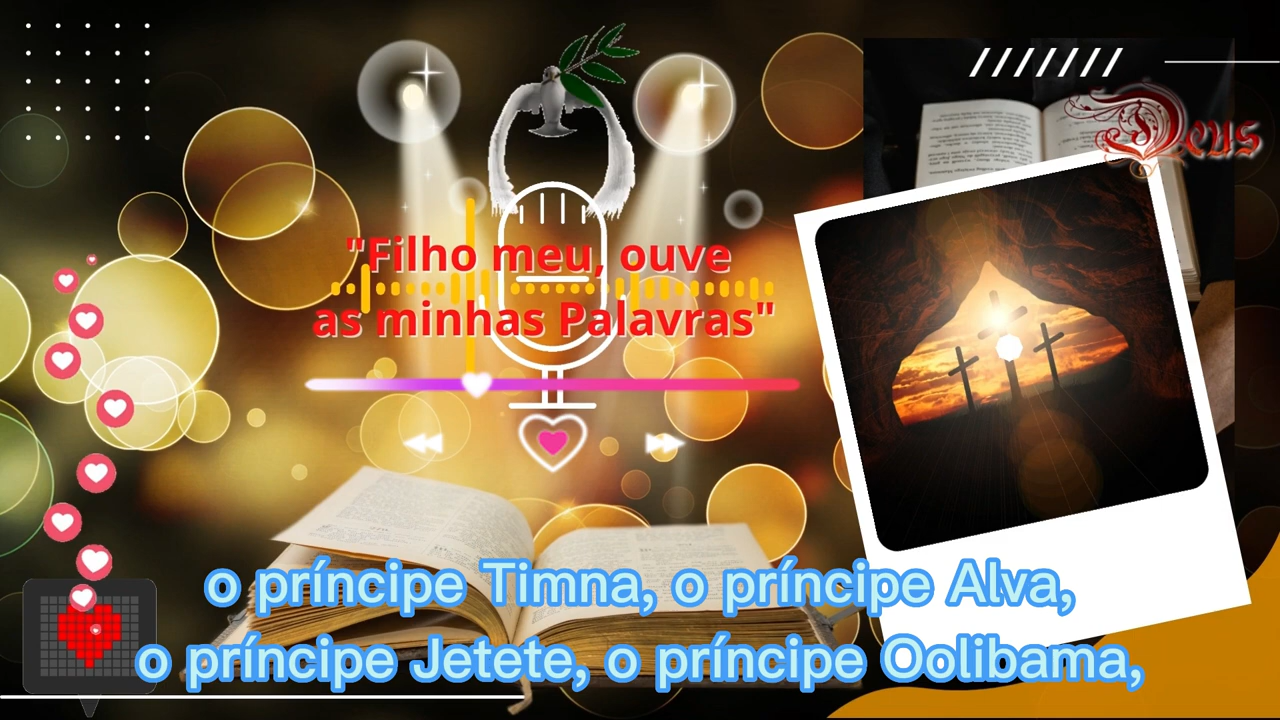 Deus
"Filho meu, ouve
as minhas Palavras"
o príncipe Timna, o príncipe Alva,
o príncipe Jetete, o príncipe Oolibama,